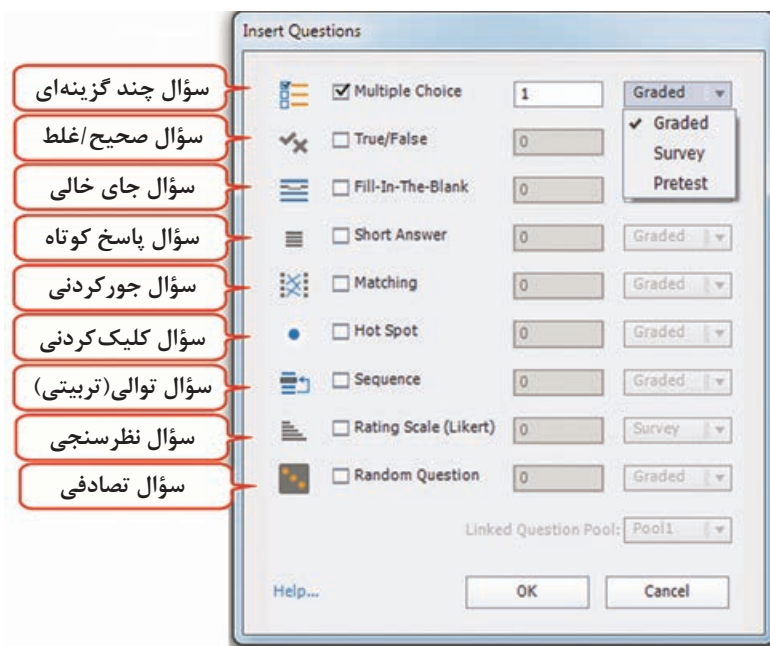 Insert Questions
سؤال چند گزینه‌ای
Multiple Choice 1 Graded
Graded
Survey
Pretest
سؤال صحیح/غلط
True/False 0
سؤال جای خالی
Fill-In-The-Blank 0
سؤال پاسخ کوتاه
Short Answer 0 Graded
سؤال جورکردنی
Matching 0 Graded
سؤال کلیک‌کردنی
Hot Spot 0 Graded
سؤال توالی(تربیتی)
Sequence 0 Graded
سؤال نظرسنجی
Rating Scale (Likert) 0 Survey
سؤال تصادفی
Random Question 0 Graded
Linked Question Pool: Pool1
Help... OK Cancel